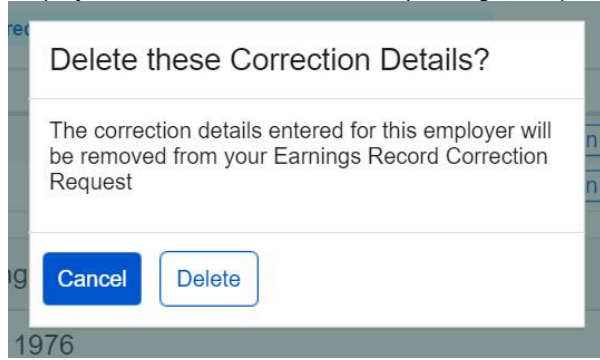 Delete these Correction Details?
The correction details entered for this employer will
be removed from your Earnings Record Correction
Request
Cancel Delete
1976